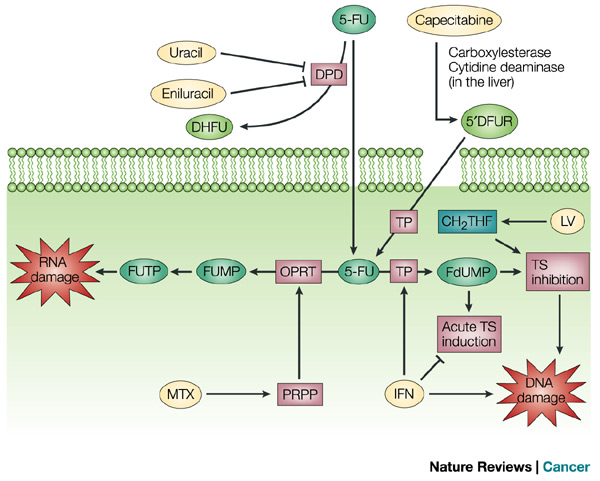 5-FU
Capecitabine
Uracil
Carboxylesterase
Cytidine deaminase
(in the liver)
DPD
Eniluracil
DHFU
5′DFUR
TP
CH₂THF
LV
RNA
damage
FUTP
FUMP
OPRT
5-FU
TP
FdUMP
TS
inhibition
Acute TS
induction
MTX
PRPP
IFN
DNA
damage
Nature Reviews | Cancer